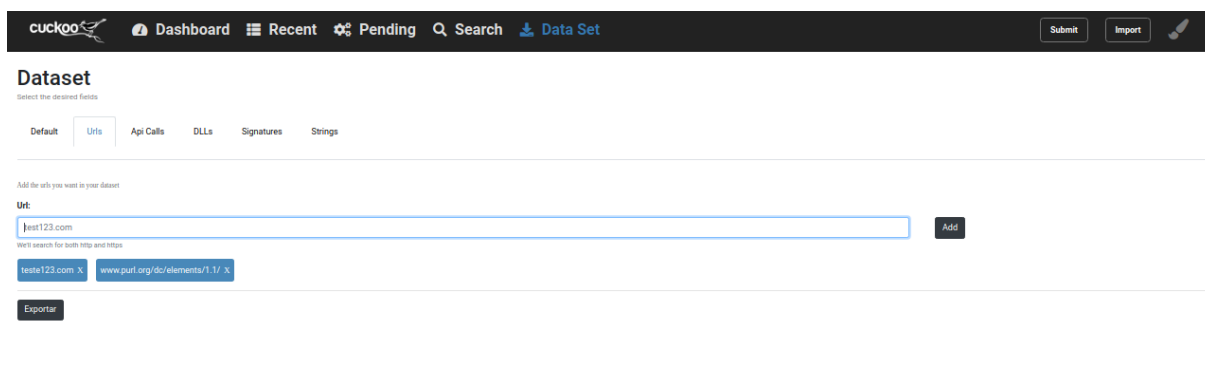 cuckoo Dashboard Recent Pending Search Data Set Submit Import
Dataset
Select the desired fields
Default Urls Api Calls DLLs Signatures Strings
Add the urls you want in your dataset
Url:
test123.com Add
We'll search for both http and https
teste123.com X www.purl.org/dc/elements/1.1/ X
Exportar